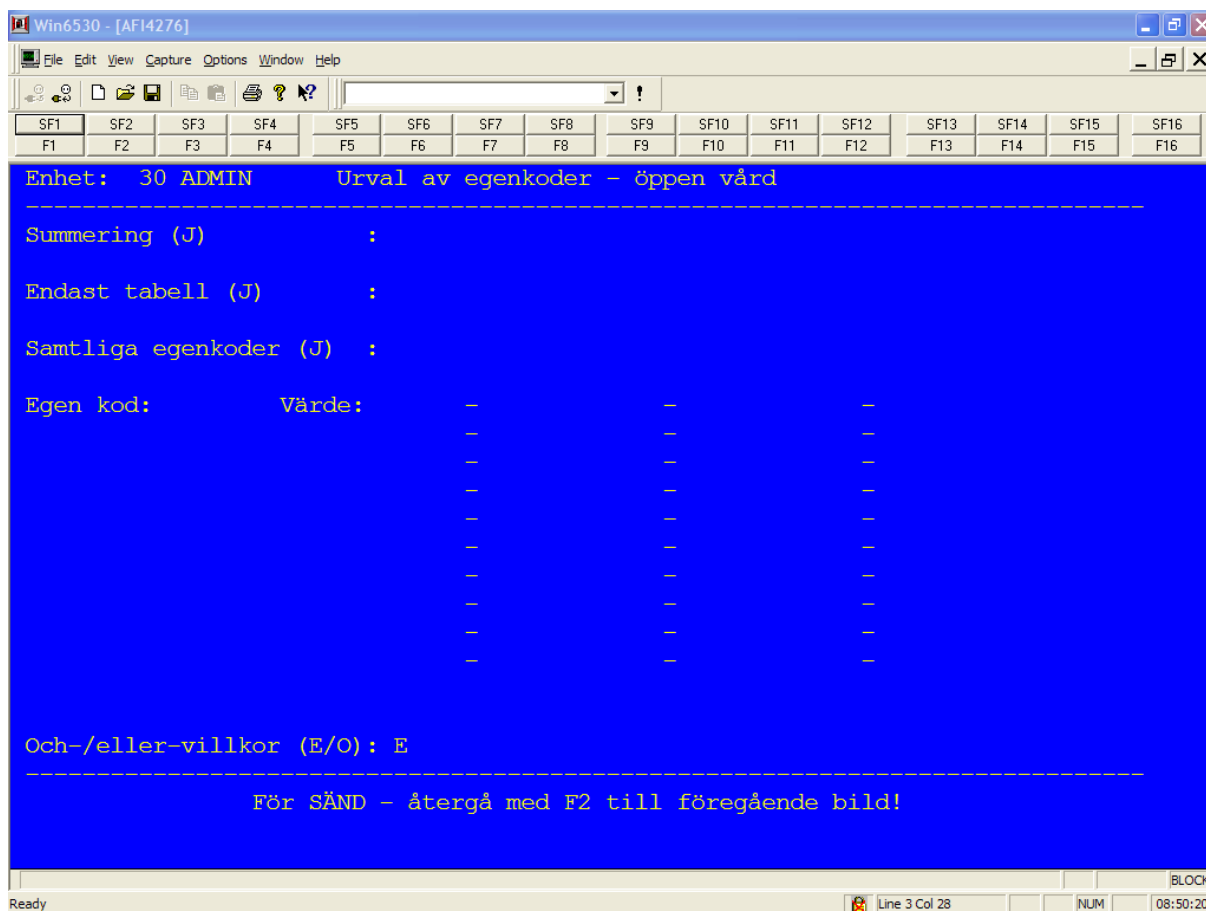 Win6530 - [AFI4276]
File Edit View Capture Options Window Help
SF1 SF2 SF3 SF4 SF5 SF6 SF7 SF8 SF9 SF10 SF11 SF12 SF13 SF14 SF15 SF16
F1 F2 F3 F4 F5 F6 F7 F8 F9 F10 F11 F12 F13 F14 F15 F16
Enhet: 30 ADMIN Urval av egenkoder - öppen vård
-------------------------------------------------------------------------------
Summering (J) :
Endast tabell (J) :
Samtliga egenkoder (J) :
Egen kod: Värde: - - -
- - -
- - -
- - -
- - -
- - -
- - -
- - -
- - -
- - -
Och-/eller-villkor (E/O): E
-------------------------------------------------------------------------------
För SÄND - återgå med F2 till föregående bild!
BLOCK
Ready Line 3 Col 28 NUM 08:50:20